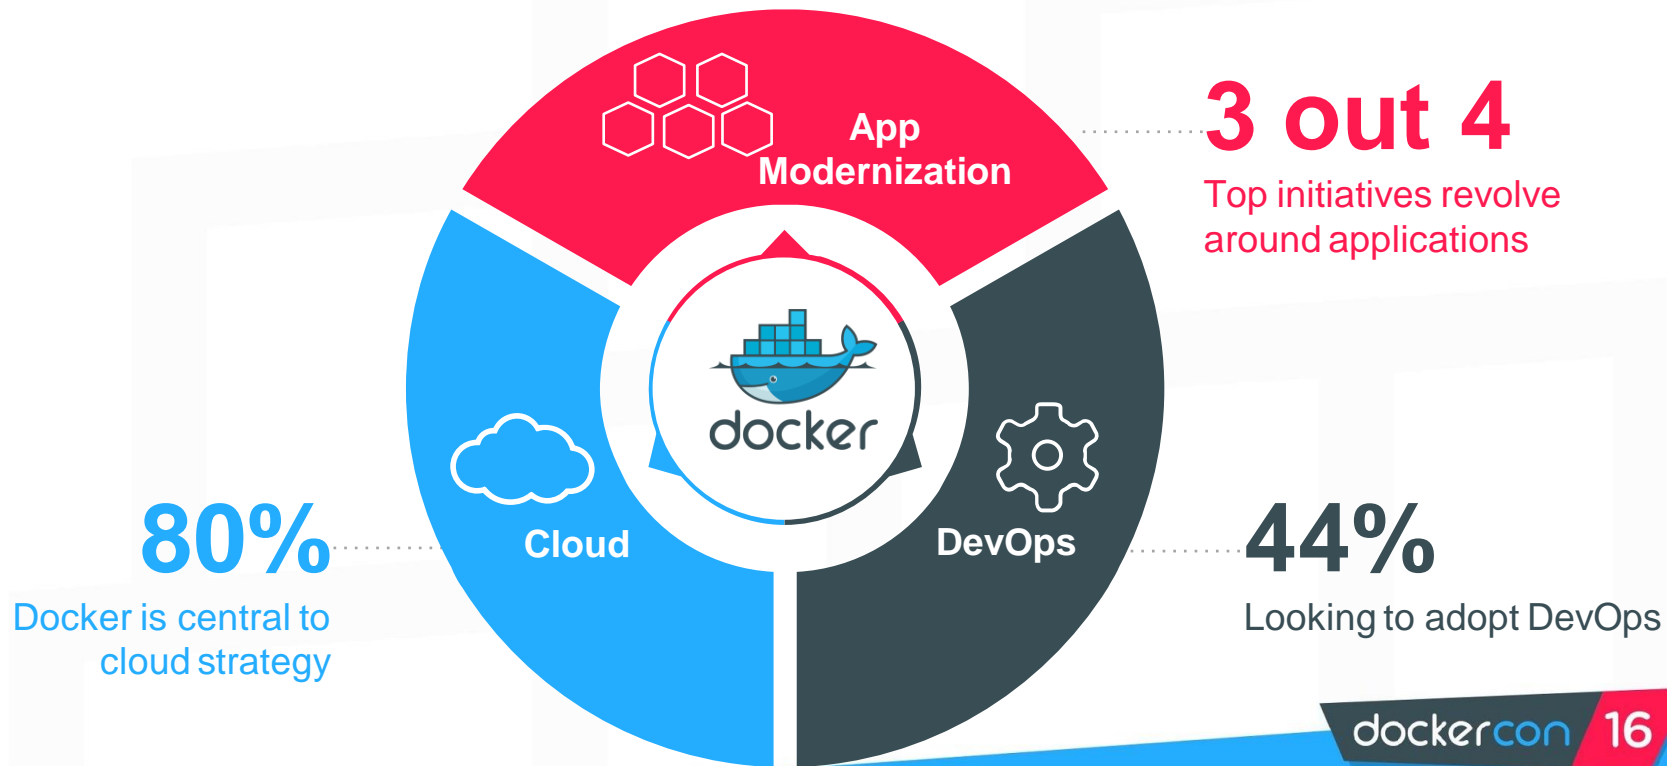 App
Modernization
3 out 4
Top initiatives revolve
around applications
docker
Cloud
80%
Docker is central to
cloud strategy
DevOps
44%
Looking to adopt DevOps
dockercon 16